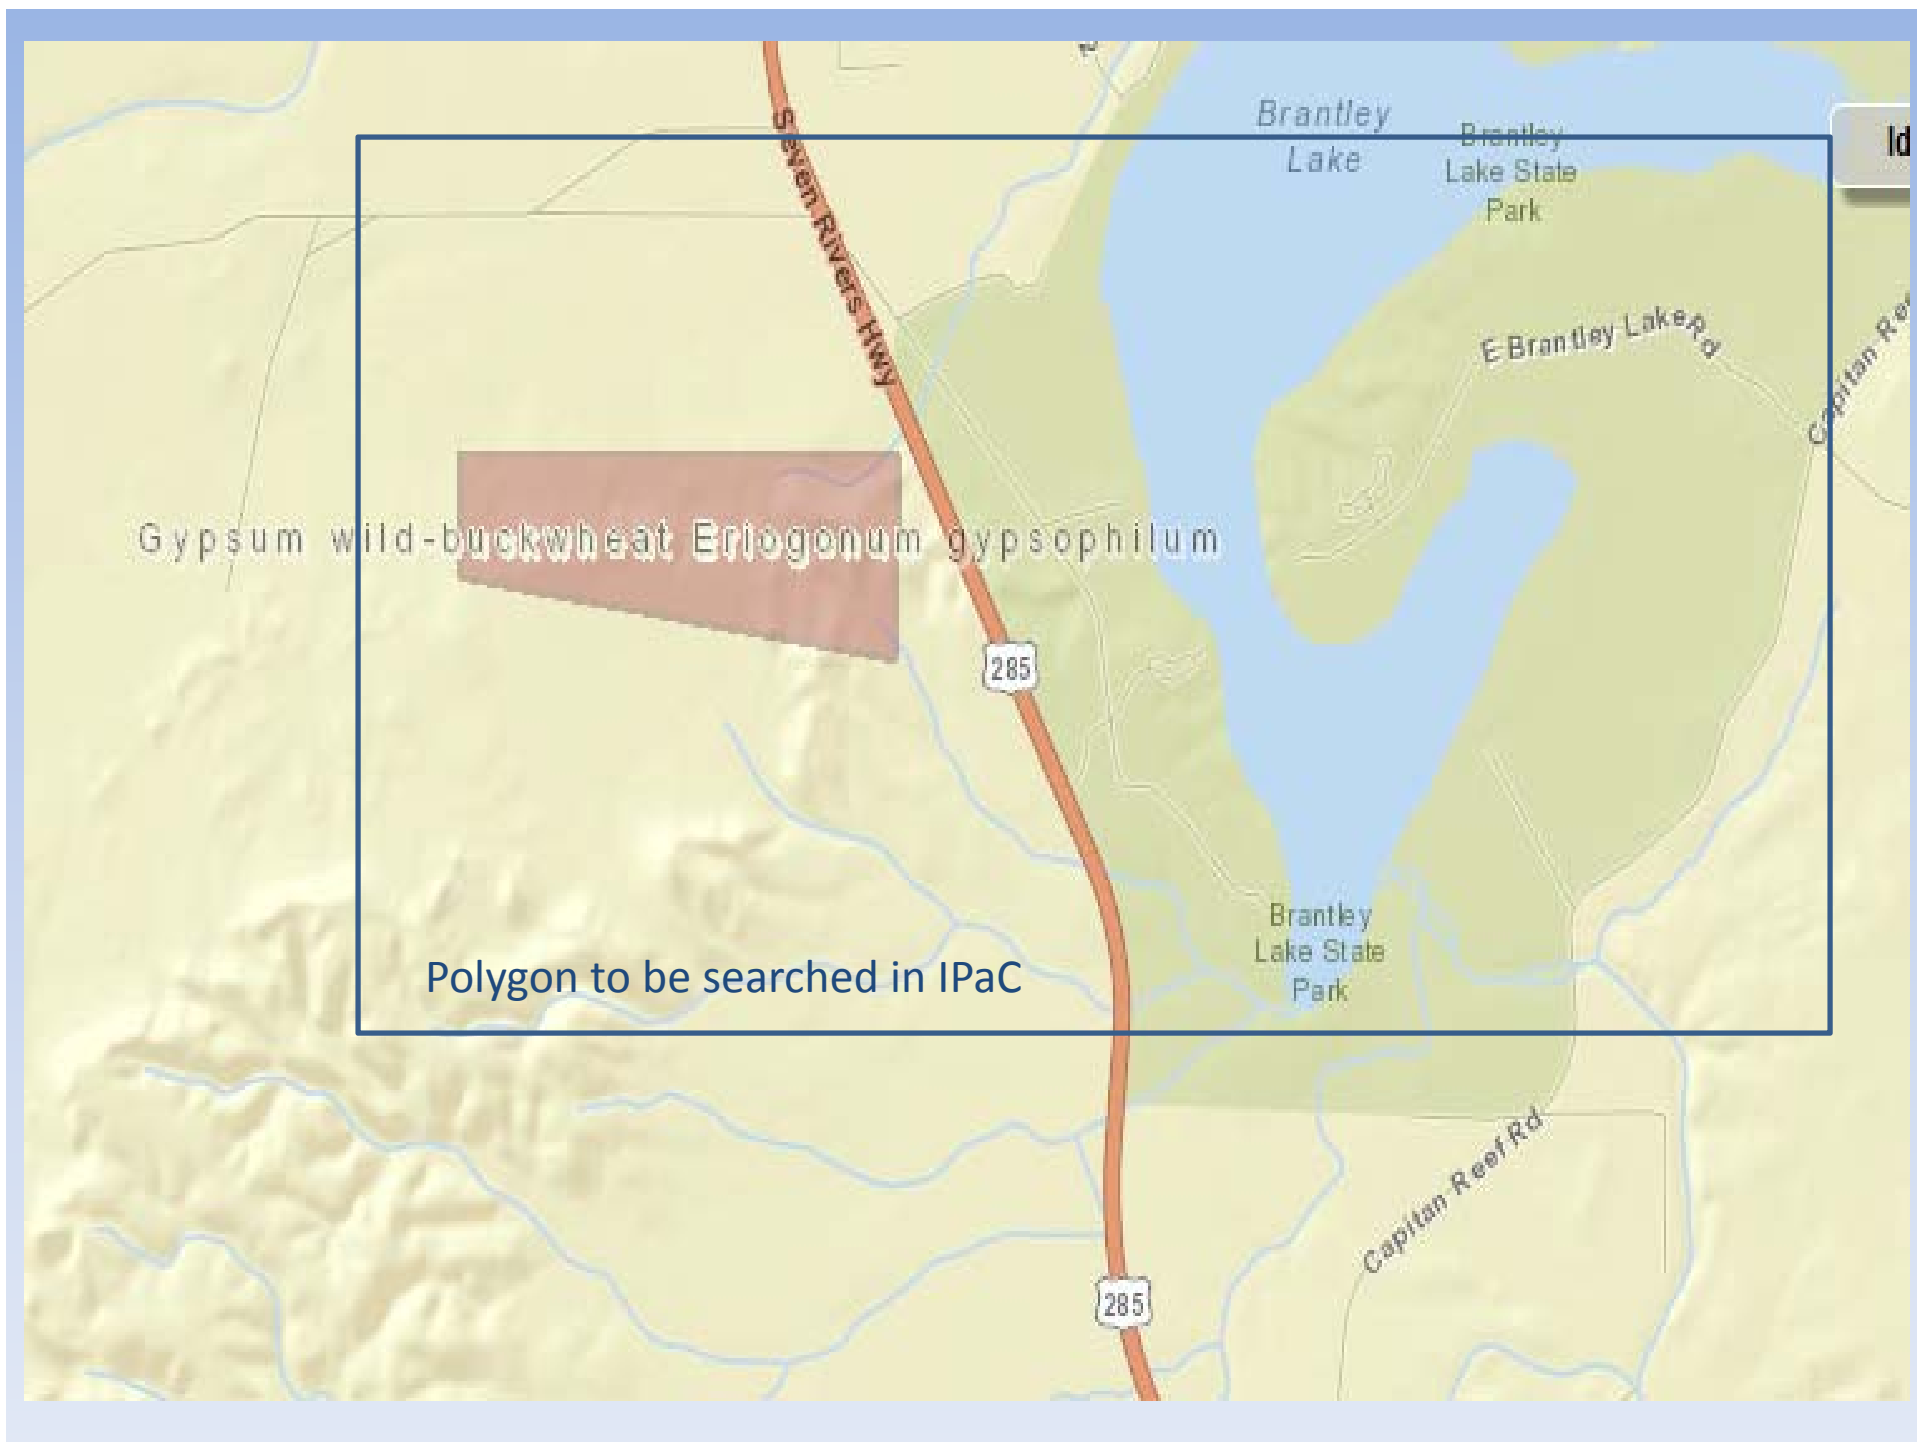 Brantley
Lake
Brantley
Lake State
Park
Id
Seven Rivers Hwy
E Brantley Lake Rd
Capitan Ree
Gypsum wild-buckwheat Eriogonum gypsophilum
285
Brantley
Lake State
Park
Polygon to be searched in IPaC
Capitan Reef Rd
285